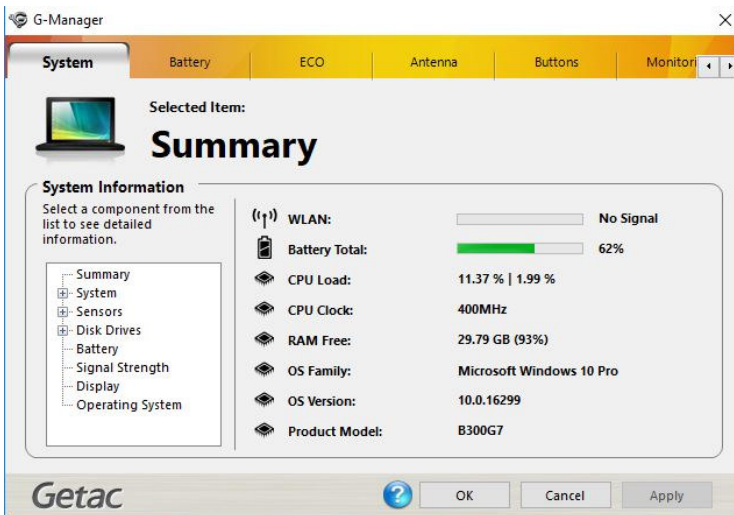 G-Manager
System
Battery
ECO
Antenna
Buttons
Monitori
Selected Item:
Summary
System Information
Select a component from the
list to see detailed
information.
Summary
System
Sensors
Disk Drives
Battery
Signal Strength
Display
Operating System
WLAN: No Signal
Battery Total: 62%
CPU Load: 11.37 % | 1.99 %
CPU Clock: 400MHz
RAM Free: 29.79 GB (93%)
OS Family: Microsoft Windows 10 Pro
OS Version: 10.0.16299
Product Model: B300G7
Getac
?
OK
Cancel
Apply